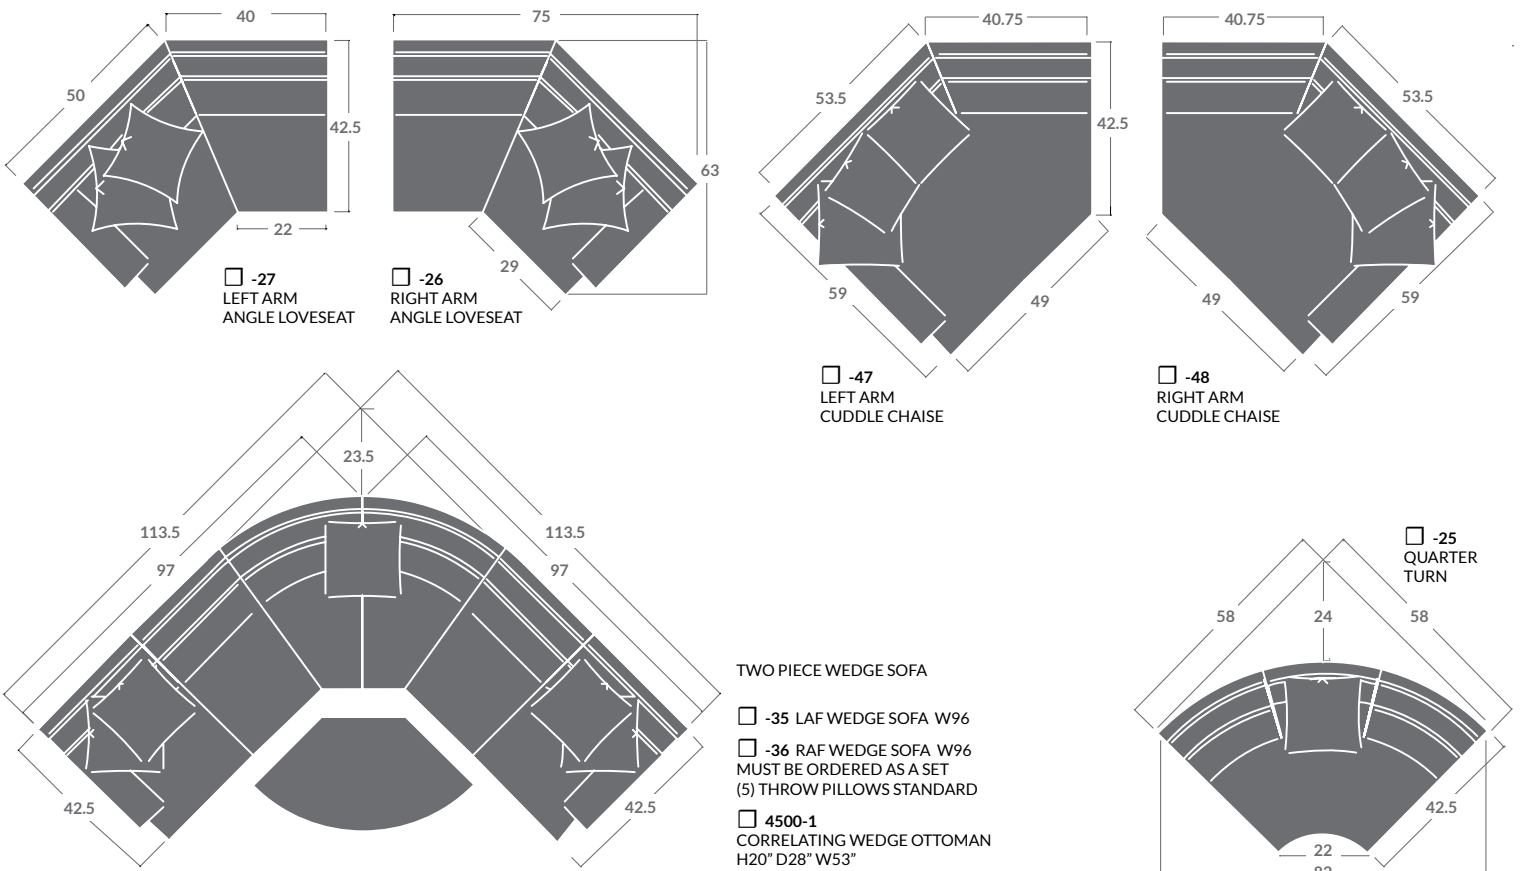 40
50
42.5
22
❒ -27
LEFT ARM
ANGLE LOVESEAT
75
63
29
❒ -26
RIGHT ARM
ANGLE LOVESEAT
40.75
53.5
42.5
59
49
❒ -47
LEFT ARM
CUDDLE CHAISE
40.75
53.5
49
59
❒ -48
RIGHT ARM
CUDDLE CHAISE
23.5
113.5
113.5
97
97
42.5
42.5
TWO PIECE WEDGE SOFA
❒ -35 LAF WEDGE SOFA W96
❒ -36 RAF WEDGE SOFA W96
MUST BE ORDERED AS A SET
(5) THROW PILLOWS STANDARD
❒ 4500-1
CORRELATING WEDGE OTTOMAN
H20” D28” W53”
❒ -25
QUARTER
TURN
58
24
58
42.5
22